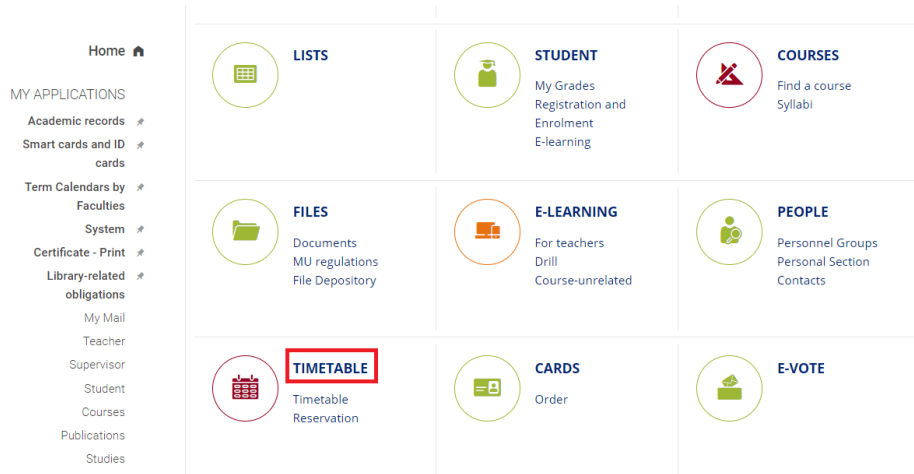 Home
MY APPLICATIONS
Academic records
Smart cards and ID
cards
Term Calendars by
Faculties
System
Certificate - Print
Library-related
obligations
My Mail
Teacher
Supervisor
Student
Courses
Publications
Studies
LISTS
STUDENT
My Grades
Registration and
Enrolment
E-learning
COURSES
Find a course
Syllabi
FILES
Documents
MU regulations
File Depository
E-LEARNING
For teachers
Drill
Course-unrelated
PEOPLE
Personnel Groups
Personal Section
Contacts
TIMETABLE
Timetable
Reservation
CARDS
Order
E-VOTE